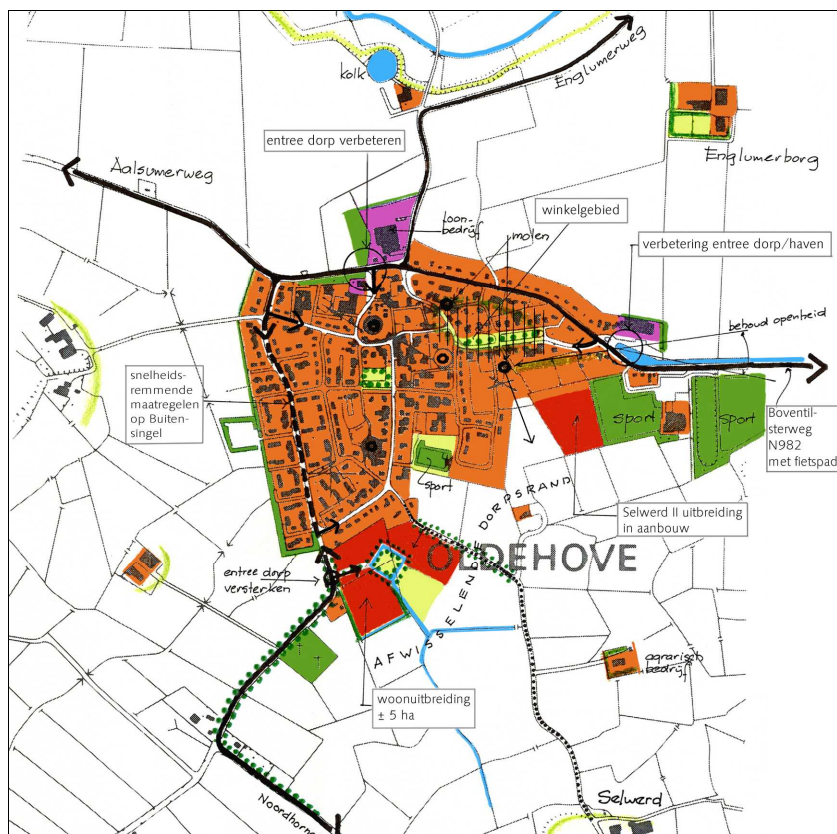 kolk
Englumerweg
entree dorp verbeteren
Aalsumerweg
Englumerborg
loon-
bedrijf
molen
winkelgebied
verbetering entree dorp/haven
behoud openheid
snelheids-
remmende
maatregelen
op Buiten-
singel
sport
sport
Boventil-
sterweg
N982
met fietspad
sport
Selwerd II uitbreiding
in aanbouw
OLDEHOVE
AFWISSELENDE DORPSRAND
entree dorp
versterken
agrarisch
bedrijf
woonuitbreiding
± 5 ha
Selwerd